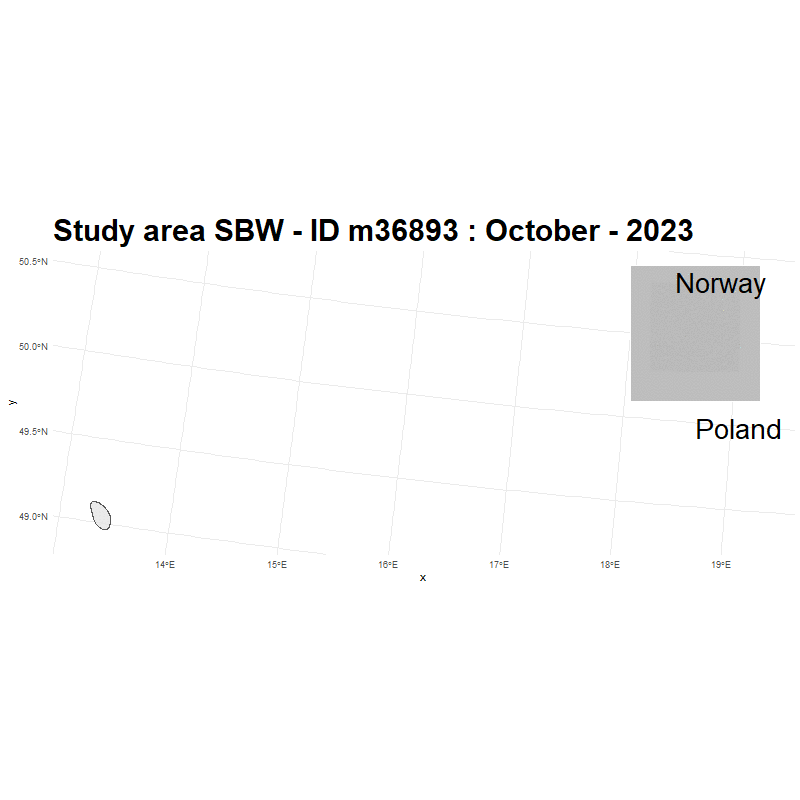 Study area SBW - ID m36893 : October - 2023
50.5°N
Norway
50.0°N
Poland
49.5°N
y
49.0°N
14°E 15°E 16°E 17°E 18°E 19°E
x